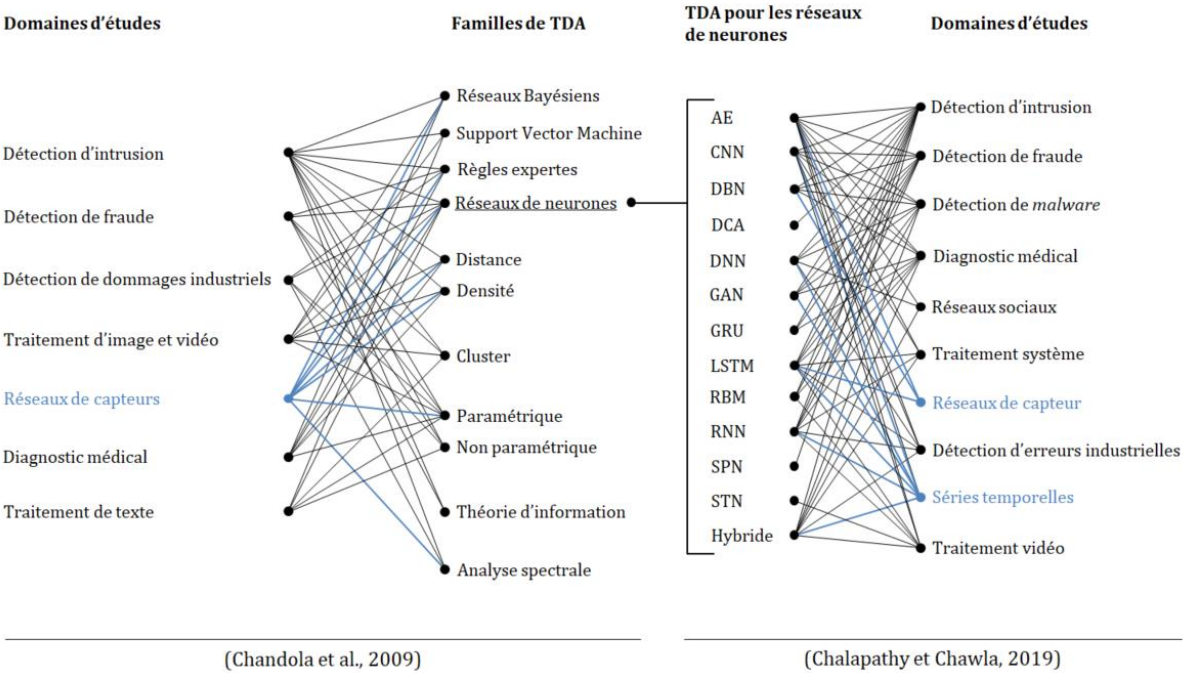 Domaines d'études
Détection d'intrusion
Détection de fraude
Détection de dommages industriels
Traitement d'image et vidéo
Réseaux de capteurs
Diagnostic médical
Traitement de texte
Familles de TDA
Réseaux Bayésiens
Support Vector Machine
Règles expertes
Réseaux de neurones
Distance
Densité
Cluster
Paramétrique
Non paramétrique
Théorie d'information
Analyse spectrale
(Chandola et al., 2009)
TDA pour les réseaux
de neurones
AE
CNN
DBN
DCA
DNN
GAN
GRU
LSTM
RBM
RNN
SPN
STN
Hybride
Domaines d'études
Détection d'intrusion
Détection de fraude
Détection de malware
Diagnostic médical
Réseaux sociaux
Traitement système
Réseaux de capteur
Détection d'erreurs industrielles
Séries temporelles
Traitement vidéo
(Chalapathy et Chawla, 2019)